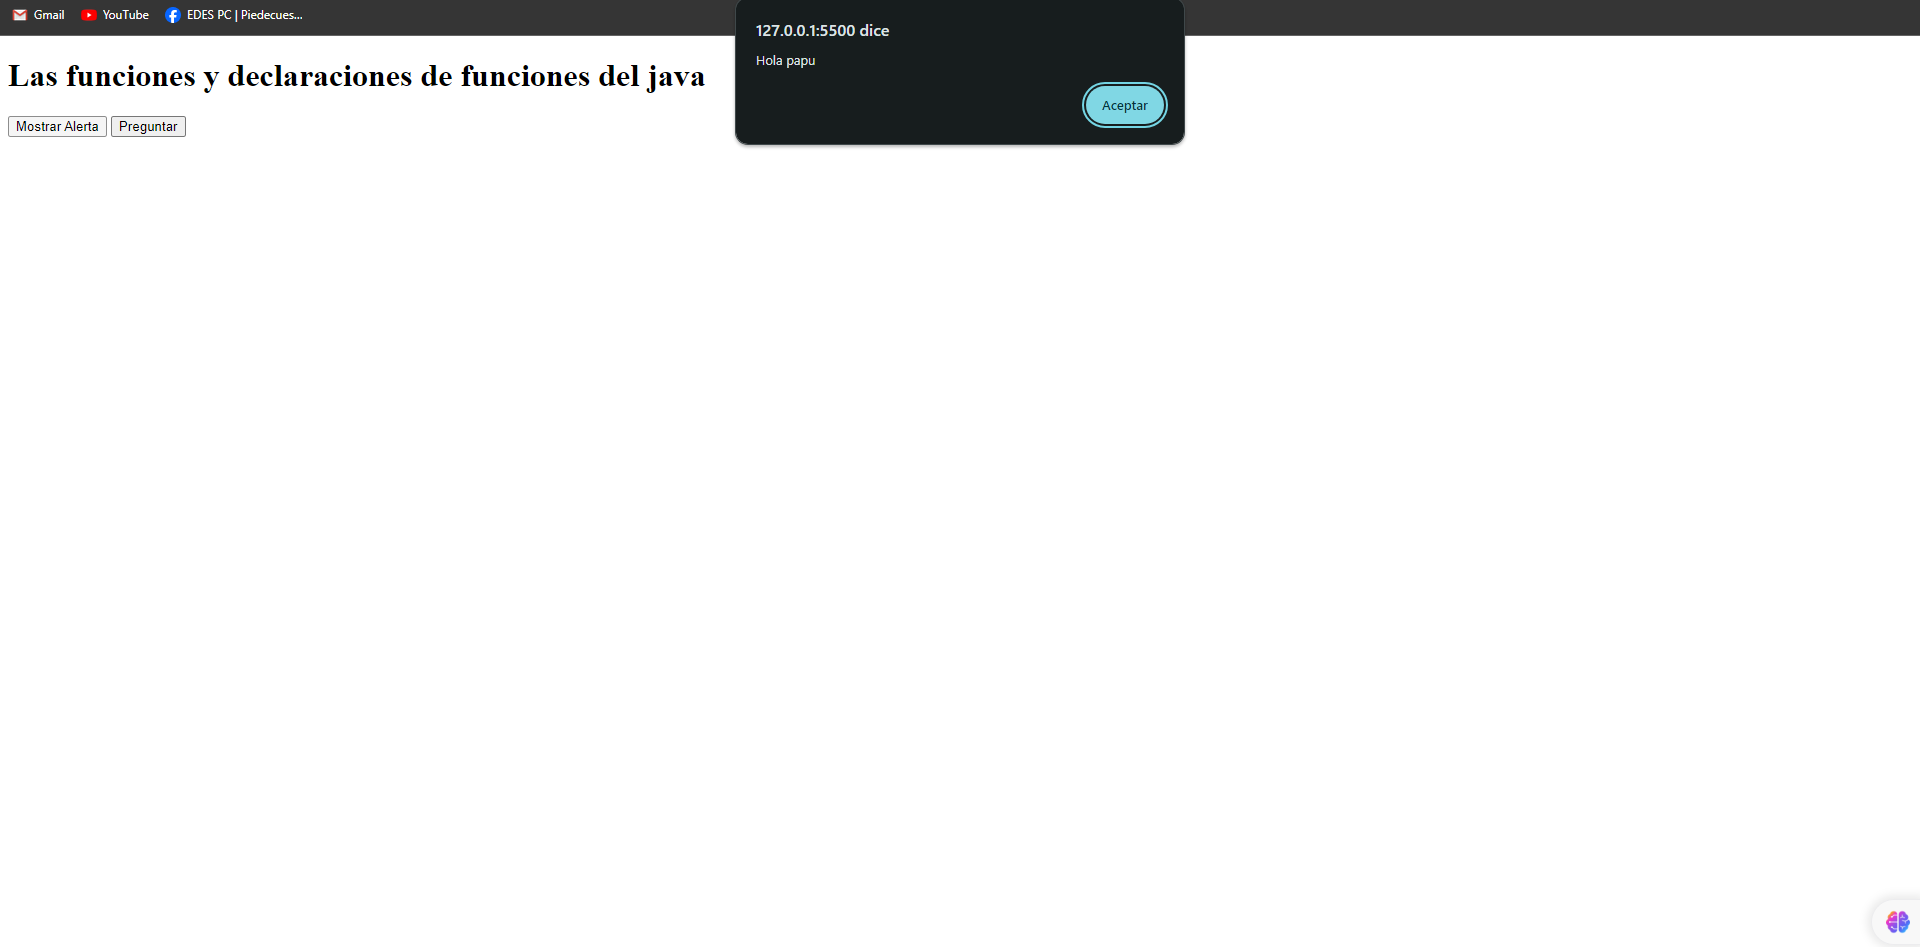 Gmail YouTube EDES PC | Piedecues...
127.0.0.1:5500 dice
Hola papu
Aceptar
Las funciones y declaraciones de funciones del java
Mostrar Alerta Preguntar